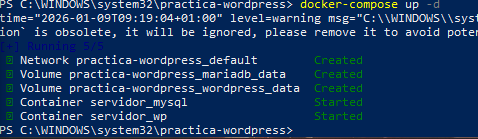 PS C:\WINDOWS\system32\practica-wordpress> docker-compose up -d
time="2026-01-09T09:19:04+01:00" level=warning msg="C:\\WINDOWS\\syst
ion` is obsolete, it will be ignored, please remove it to avoid poter
[+] Running 5/5
Network practica-wordpress_default Created
Volume practica-wordpress_mariadb_data Created
Volume practica-wordpress_wordpress_data Created
Container servidor_mysql Started
Container servidor_wp Started
PS C:\WINDOWS\system32\practica-wordpress>